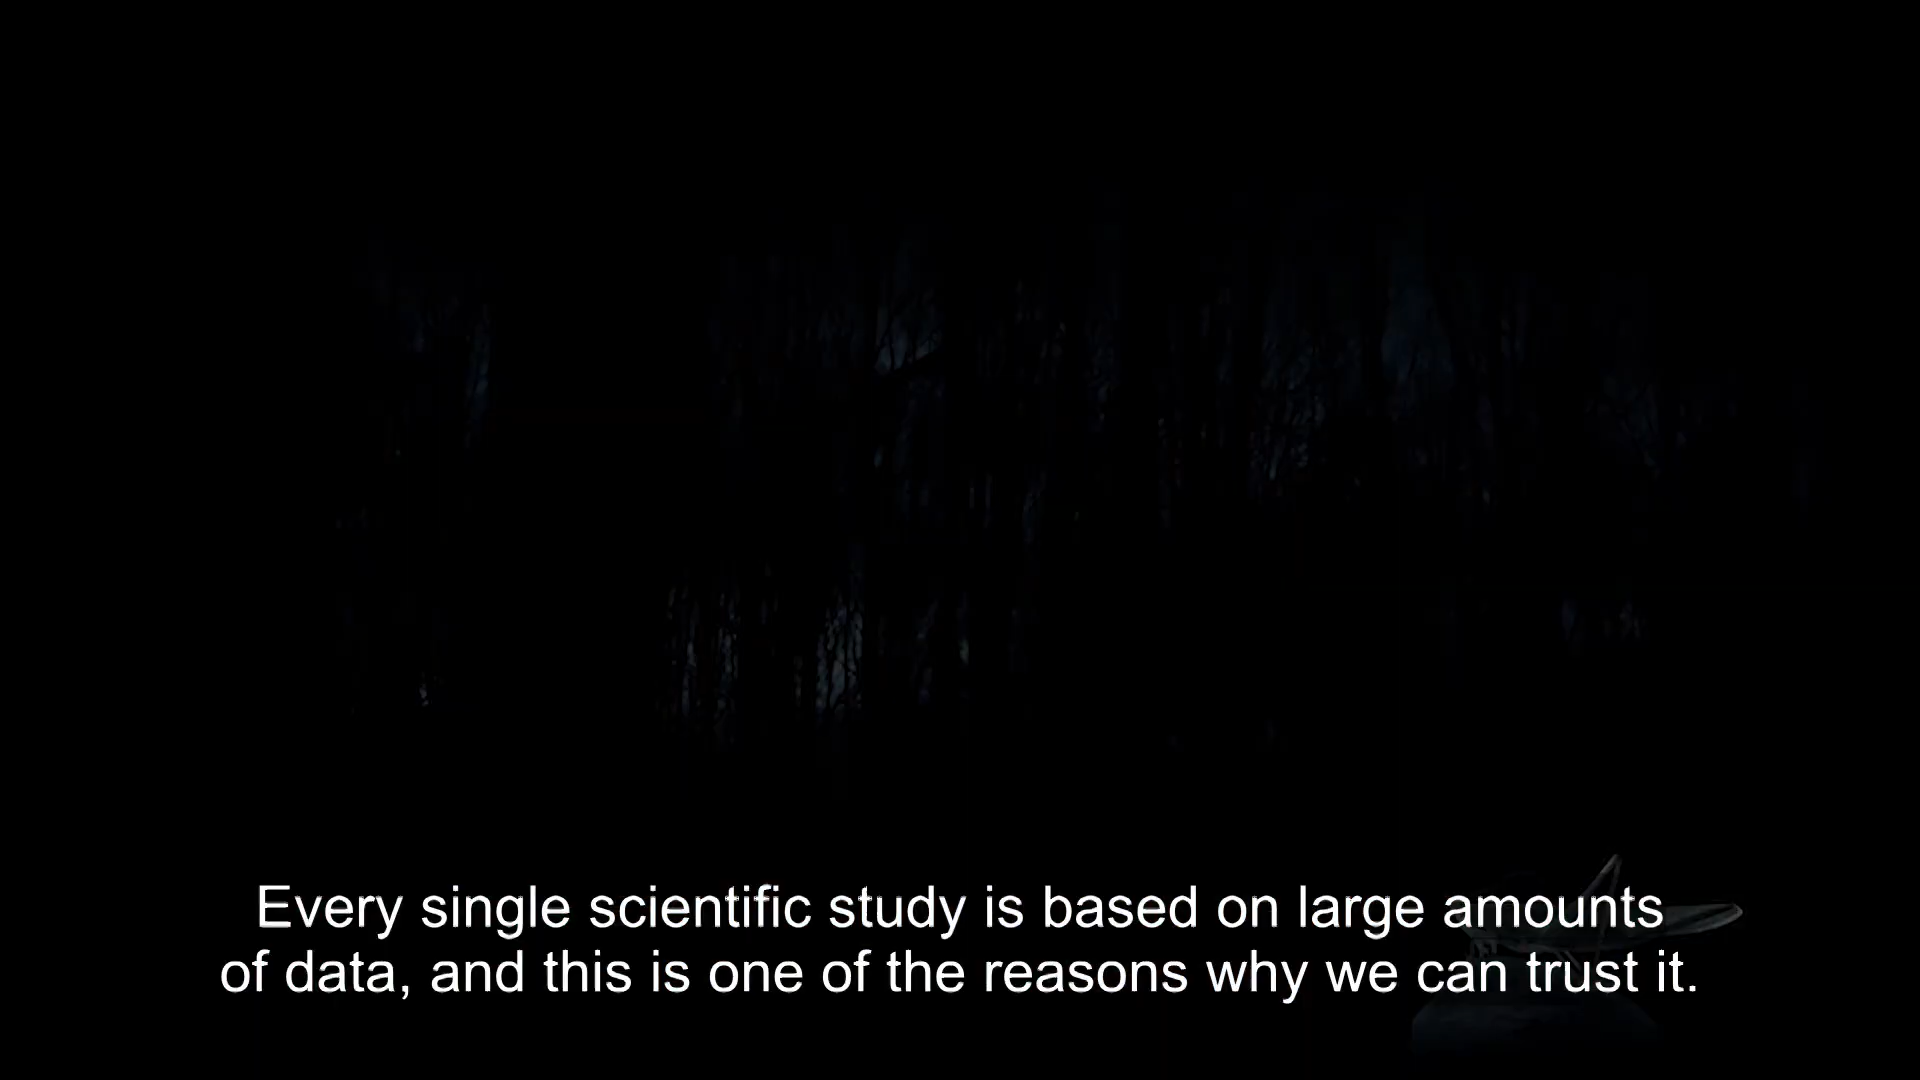 Every single scientific study is based on large amounts
of data, and this is one of the reasons why we can trust it.